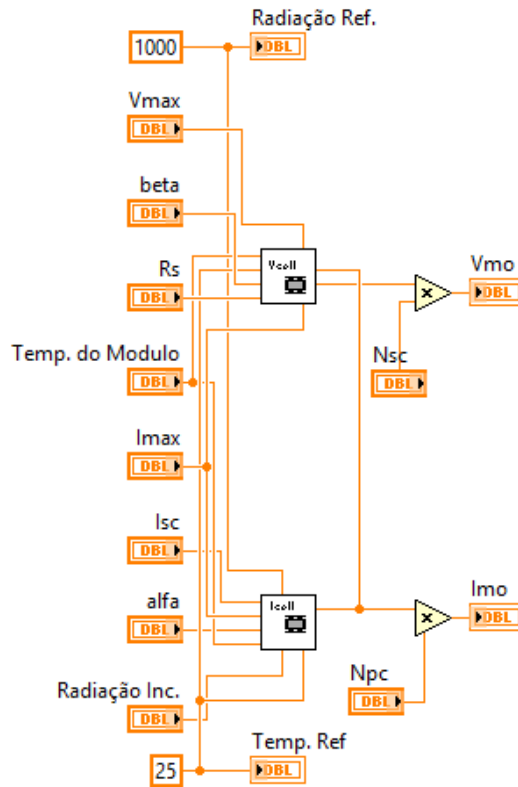 Radiação Ref.
1000
DBL
Vmax
DBL
beta
DBL
Vcell
Rs
DBL
Vmo
x
DBL
Temp. do Modulo
DBL
Nsc
DBL
Imax
DBL
Isc
DBL
alfa
DBL
Icell
Imo
x
DBL
Radiação Inc.
DBL
Npc
DBL
Temp. Ref
25
DBL